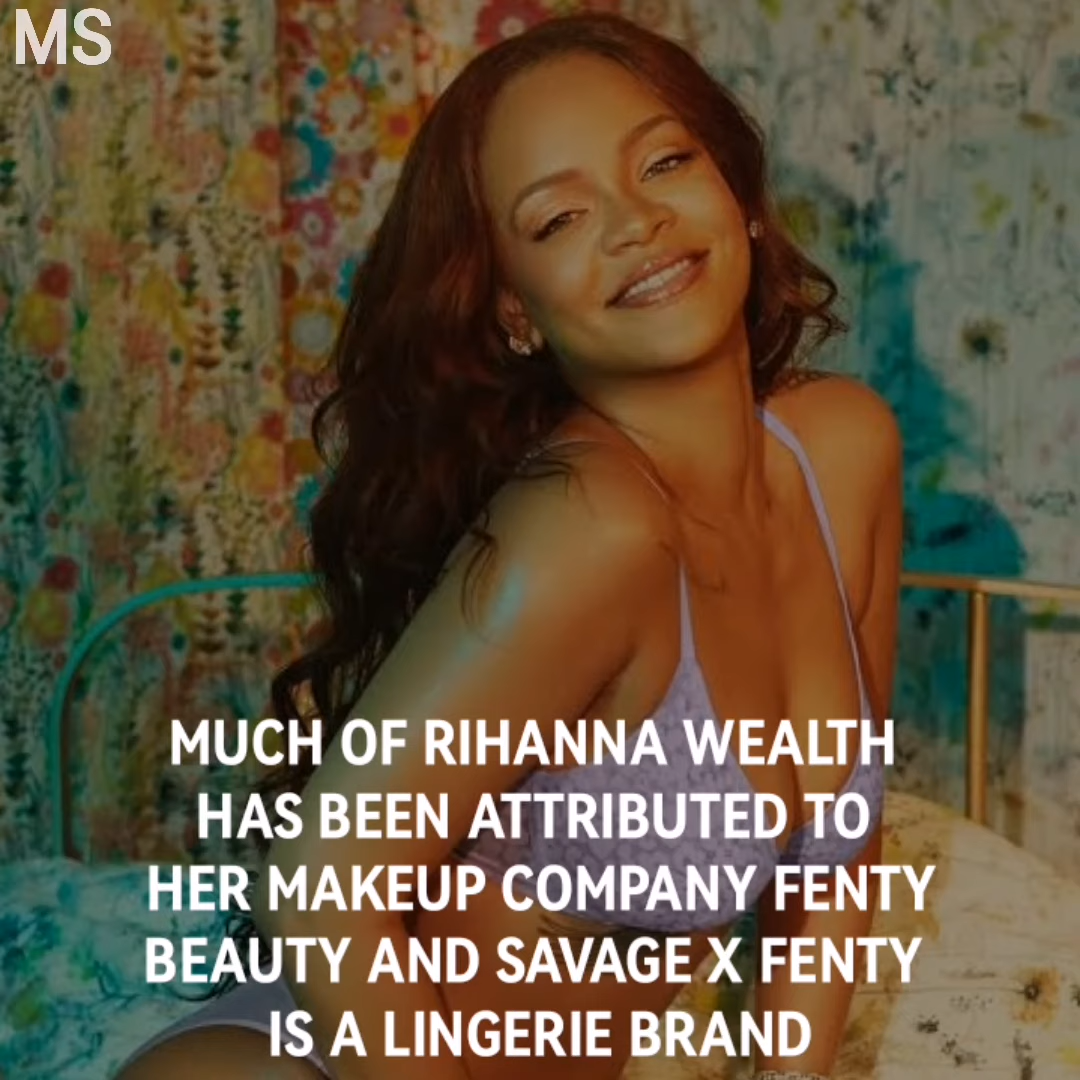 MS
MUCH OF RIHANNA WEALTH
HAS BEEN ATTRIBUTED TO
HER MAKEUP COMPANY FENTY
BEAUTY AND SAVAGE X FENTY
IS A LINGERIE BRAND